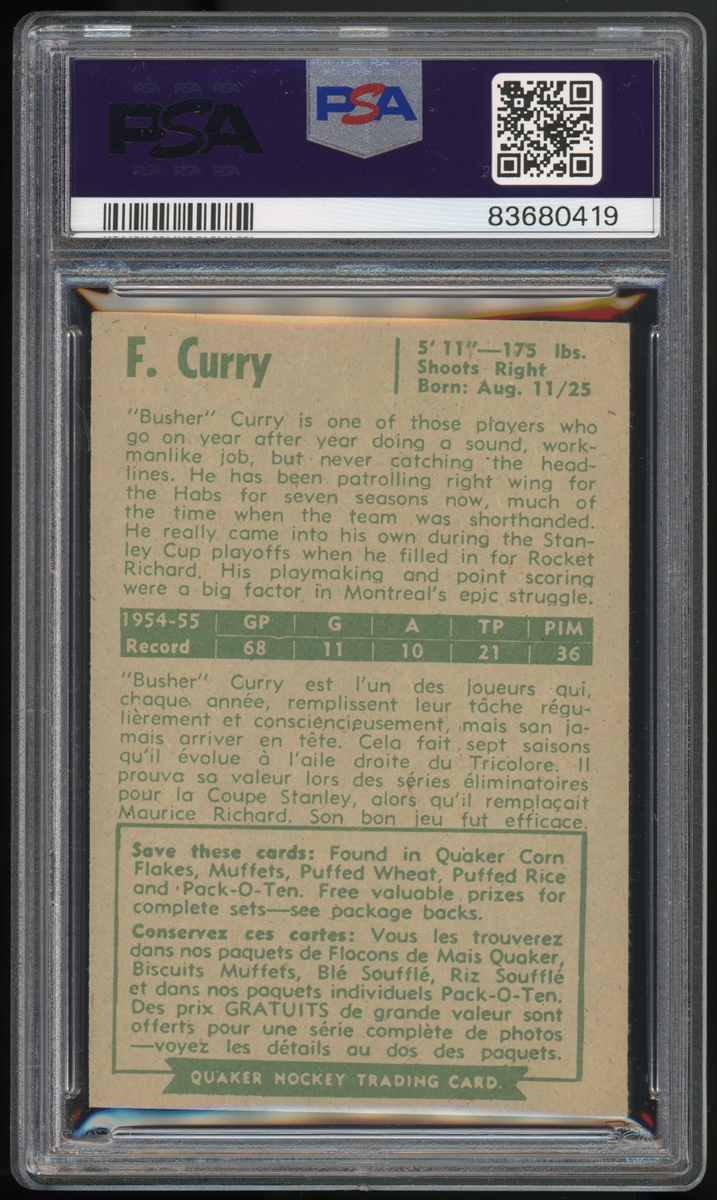 PSA PSA PSA
PSA
PSA PSA PSA
PSA
83680419
F. Curry
5' 11"—175 lbs.
Shoots Right
Born: Aug. 11/25
"Busher" Curry is one of those players who
go on year after year doing a sound, work-
manlike job, but never catching the head-
lines. He has been patrolling right wing for
the Habs for seven seasons now, much of
the time when the team was shorthanded.
He really came into his own during the Stan-
ley Cup playoffs when he filled in for Rocket
Richard. His playmaking and point scoring
were a big factor in Montreal's epic struggle.
1954-55 GP G A TP PIM
Record 68 11 10 21 36
"Busher" Curry est l'un des joueurs qui,
chaque année, remplissent leur tâche régu-
lièrement et consciencieusement, mais san ja-
mais arriver en tête. Cela fait sept saisons
qu'il évolue à l'aile droite du Tricolore. Il
prouva sa valeur lors des séries éliminatoires
pour la Coupe Stanley, alors qu'il remplaçait
Maurice Richard. Son bon jeu fut efficace.
Save these cards: Found in Quaker Corn
Flakes, Muffets, Puffed Wheat, Puffed Rice
and Pack-O-Ten. Free valuable prizes for
complete sets—see package backs.
Conservez ces cartes: Vous les trouverez
dans nos paquets de Flocons de Mais Quaker,
Biscuits Muffets, Blé Soufflé, Riz Soufflé
et dans nos paquets individuels Pack-O-Ten.
Des prix GRATUITS de grande valeur sont
offerts pour une série complète de photos
—voyez les détails au dos des paquets.
QUAKER HOCKEY TRADING CARD.